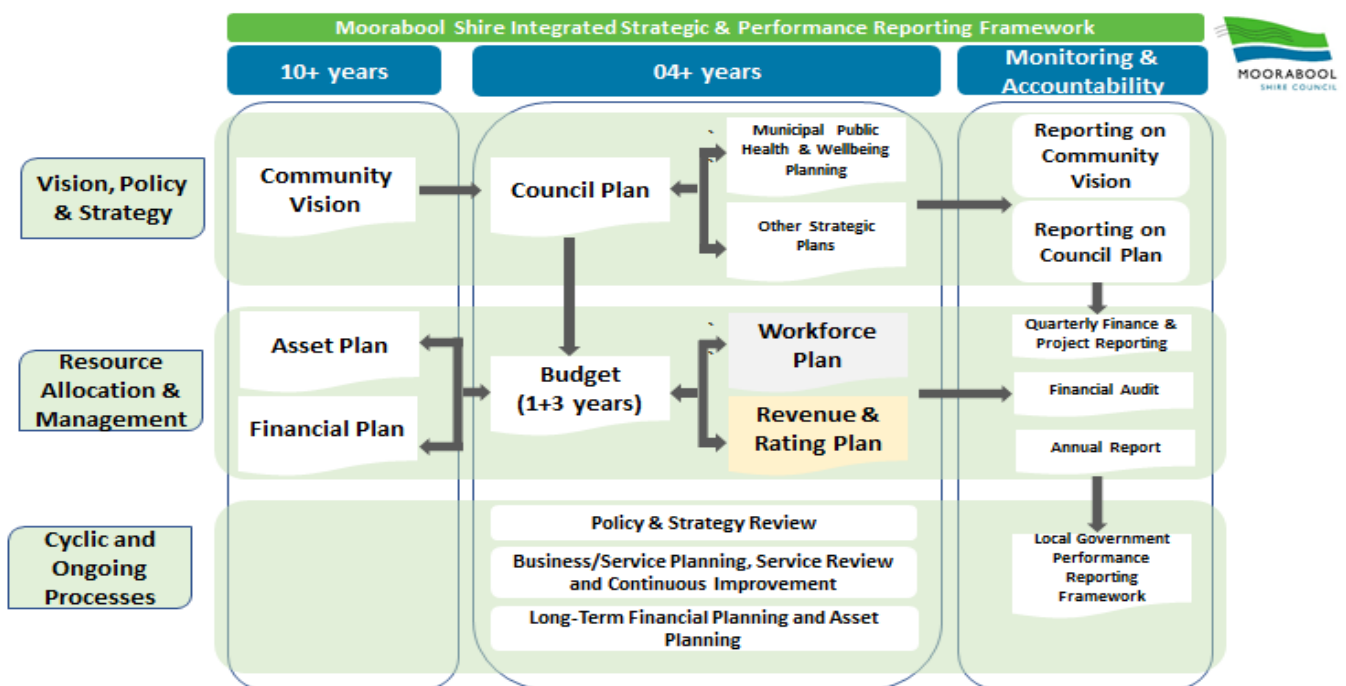 Moorabool Shire Integrated Strategic & Performance Reporting Framework
MOORABOOL
SHIRE COUNCIL
10+ years
04+ years
Monitoring &
Accountability
Vision, Policy
& Strategy
Community
Vision
Council Plan
Municipal Public
Health & Wellbeing
Planning
Other Strategic
Plans
Reporting on
Community
Vision
Reporting on
Council Plan
Resource
Allocation &
Management
Asset Plan
Financial Plan
Budget
(1+3 years)
Workforce
Plan
Revenue &
Rating Plan
Quarterly Finance &
Project Reporting
Financial Audit
Annual Report
Cyclic and
Ongoing
Processes
Policy & Strategy Review
Business/Service Planning, Service Review
and Continuous Improvement
Long-Term Financial Planning and Asset
Planning
Local Government
Performance
Reporting
Framework